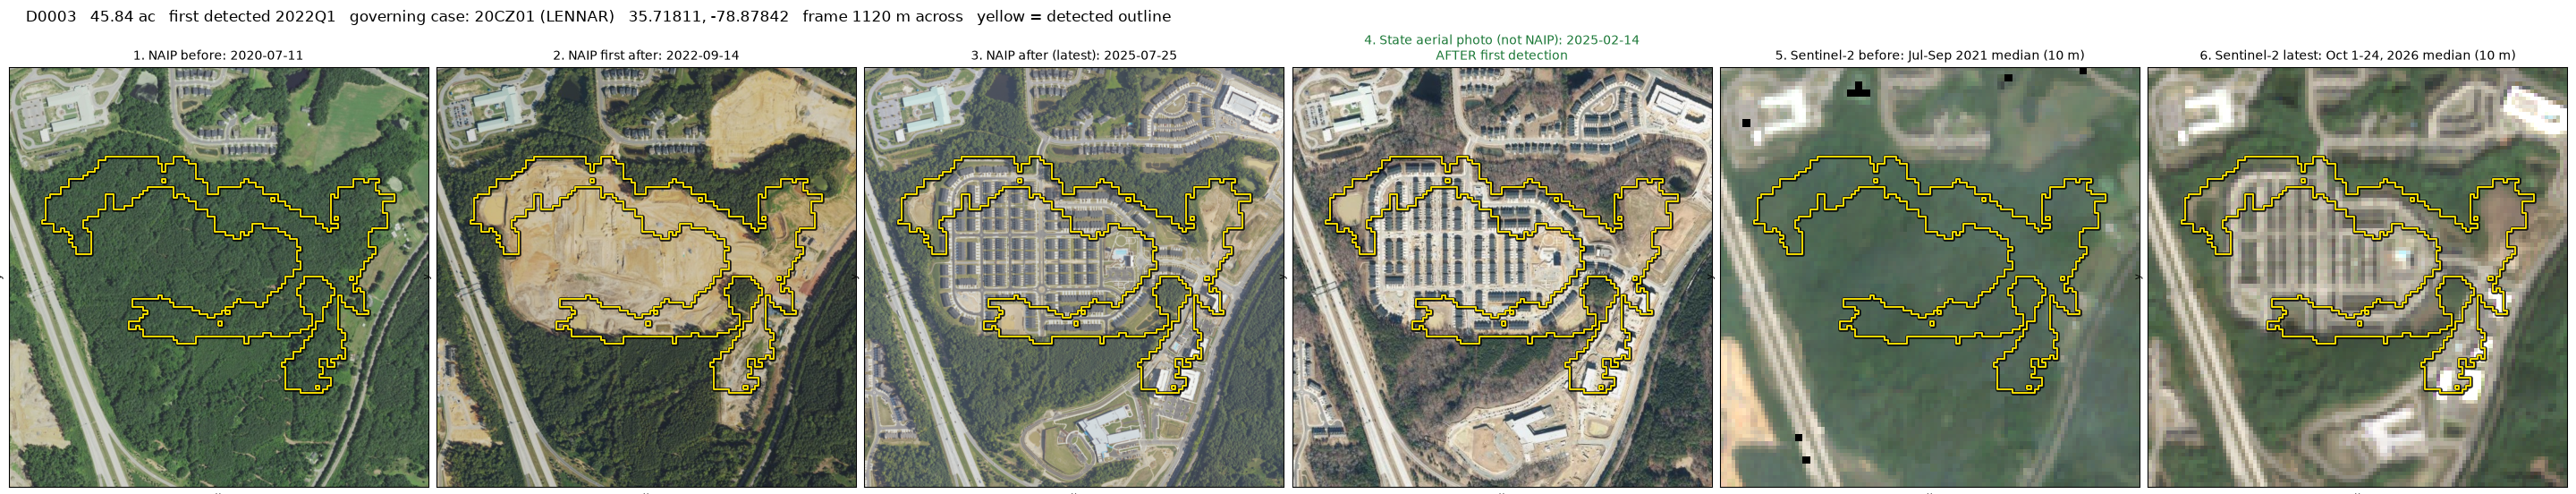 D0003   45.84 ac   first detected 2022Q1   governing case: 20CZ01 (LENNAR)   35.71811, -78.87842   frame 1120 m across   yellow = detected outline
1. NAIP before: 2020-07-11
2. NAIP first after: 2022-09-14
3. NAIP after (latest): 2025-07-25
4. State aerial photo (not NAIP): 2025-02-14
AFTER first detection
5. Sentinel-2 before: Jul-Sep 2021 median (10 m)
6. Sentinel-2 latest: Oct 1-24, 2026 median (10 m)